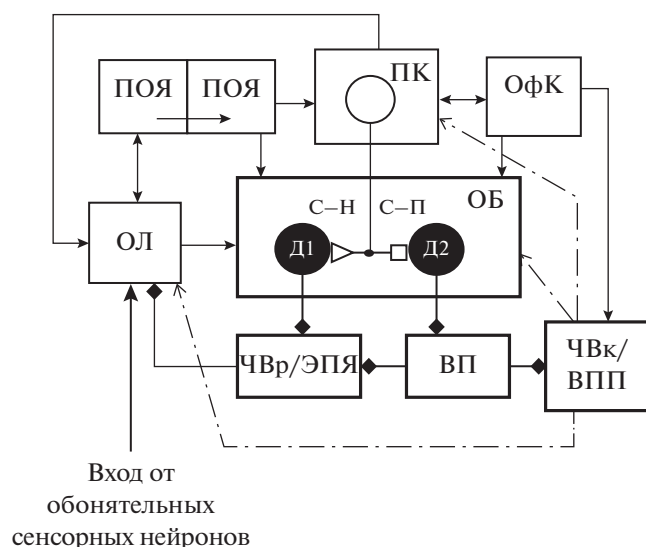 ПК
ПОЯ ПОЯ
ОфК
ОБ
С–Н С–П
ОЛ
Д1 Д2
ЧВр/ЭПЯ
ВП
ЧВк/
ВПП
Вход от
обонятельных
сенсорных нейронов